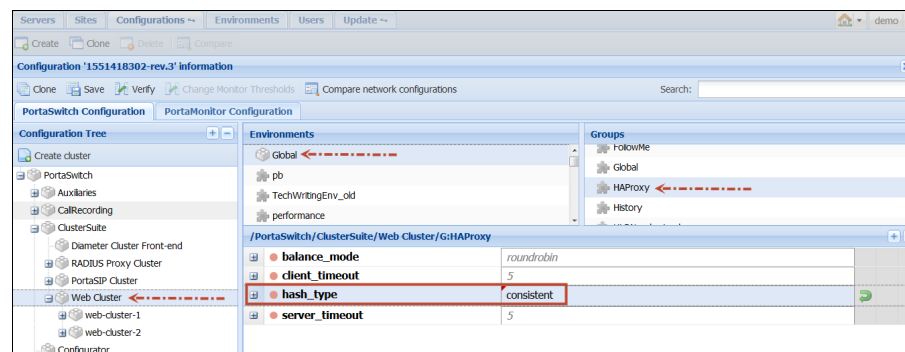 Servers Sites Configurations Environments Users Update demo
Create Clone Delete Compare
Configuration '1551418302-rev.3' information
Clone Save Verify Change Monitor Thresholds Compare network configurations Search:
PortaSwitch Configuration PortaMonitor Configuration
Configuration Tree Environments Groups
Create cluster
PortaSwitch
Auxiliaries
CallRecording
ClusterSuite
Diameter Cluster Front-end
RADIUS Proxy Cluster
PortaSIP Cluster
Web Cluster
web-cluster-1
web-cluster-2
Configurator
Global
pb
TechWritingEnv_old
performance
FollowMe
Global
HAProxy
History
/PortaSwitch/ClusterSuite/Web Cluster/G:HAProxy
balance_mode roundrobin
client_timeout 5
hash_type consistent
server_timeout 5